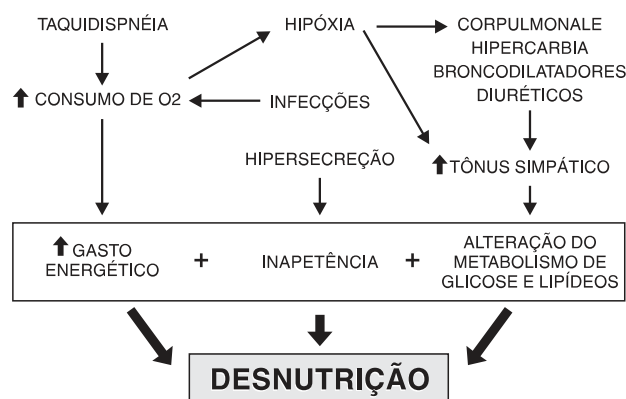 TAQUIDISPNÉIA
HIPÓXIA
CORPULMONALE
HIPERCARBIA
BRONCODILATADORES
DIURÉTICOS
CONSUMO DE O2
INFECÇÕES
HIPERSECREÇÃO
TÔNUS SIMPÁTICO
GASTO
ENERGÉTICO
+
INAPETÊNCIA
+
ALTERAÇÃO DO
METABOLISMO DE
GLICOSE E LIPÍDEOS
DESNUTRIÇÃO